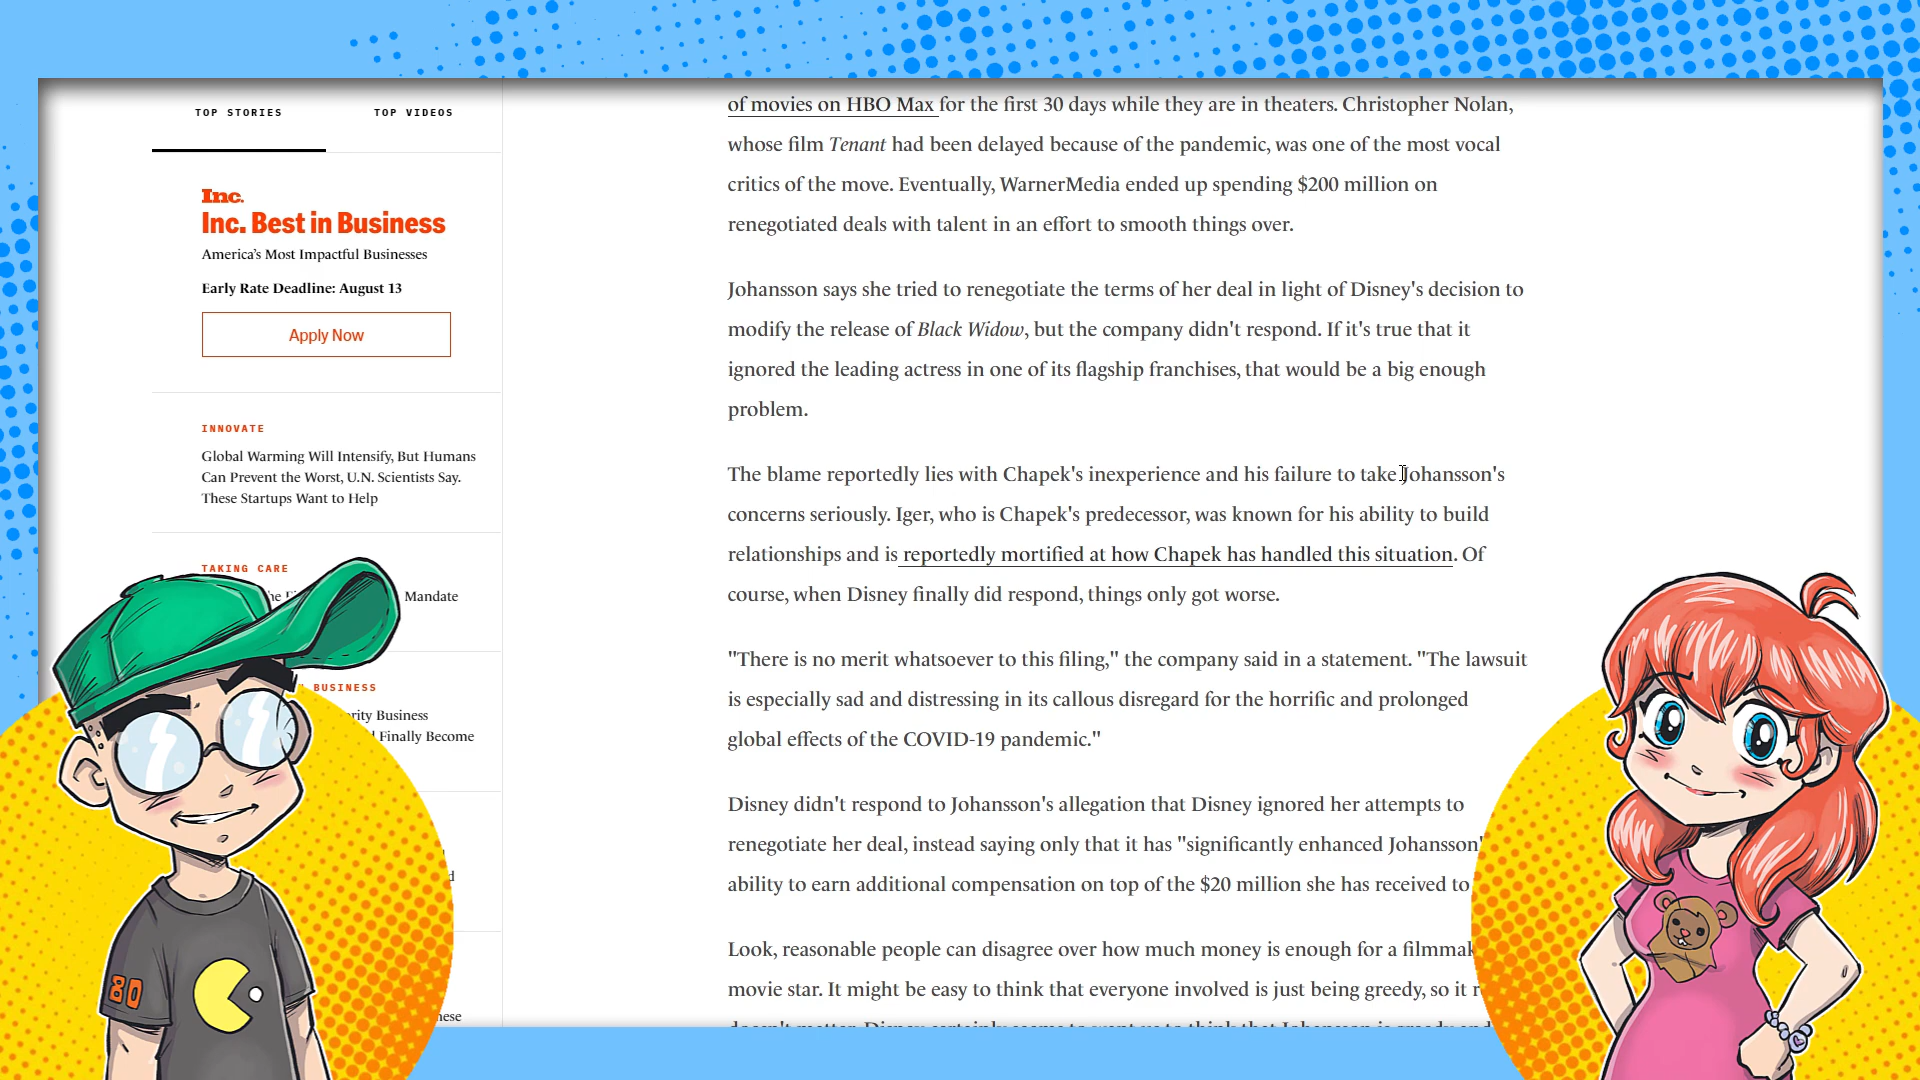 TOP STORIES
TOP VIDEOS
Inc.
Inc. Best in Business
America's Most Impactful Businesses
Early Rate Deadline: August 13
Apply Now
INNOVATE
Global Warming Will Intensify, But Humans
Can Prevent the Worst, U.N. Scientists Say.
These Startups Want to Help
TAKING CARE
Mandate
BUSINESS
Business
Finally Become
of movies on HBO Max for the first 30 days while they are in theaters. Christopher Nolan,
whose film Tenant had been delayed because of the pandemic, was one of the most vocal
critics of the move. Eventually, WarnerMedia ended up spending $200 million on
renegotiated deals with talent in an effort to smooth things over.
Johansson says she tried to renegotiate the terms of her deal in light of Disney's decision to
modify the release of Black Widow, but the company didn't respond. If it's true that it
ignored the leading actress in one of its flagship franchises, that would be a big enough
problem.
The blame reportedly lies with Chapek's inexperience and his failure to take Johansson's
concerns seriously. Iger, who is Chapek's predecessor, was known for his ability to build
relationships and is reportedly mortified at how Chapek has handled this situation. Of
course, when Disney finally did respond, things only got worse.
"There is no merit whatsoever to this filing," the company said in a statement. "The lawsuit
is especially sad and distressing in its callous disregard for the horrific and prolonged
global effects of the COVID-19 pandemic."
Disney didn't respond to Johansson's allegation that Disney ignored her attempts to
renegotiate her deal, instead saying only that it has "significantly enhanced Johansson'
ability to earn additional compensation on top of the $20 million she has received to
Look, reasonable people can disagree over how much money is enough for a
movie star. It might be easy to think that everyone involved is just being greedy, so it
80